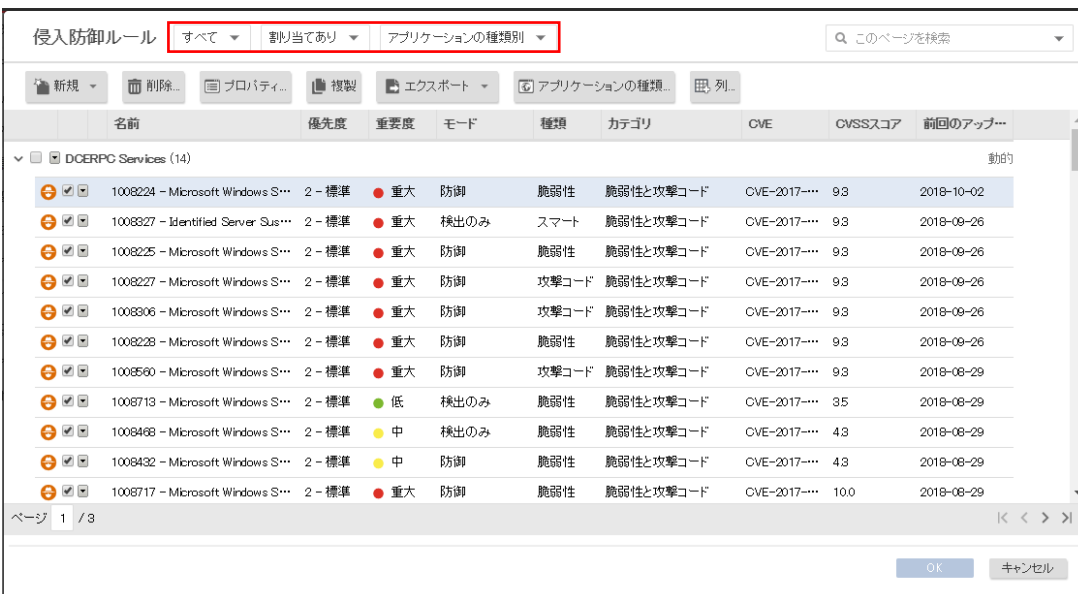 侵入防御ルール すべて 割り当てあり アプリケーションの種類別 このページを検索
新規 削除... プロパティ... 複製 エクスポート アプリケーションの種類... 列...
名前 優先度 重要度 モード 種類 カテゴリ CVE CVSSスコア 前回のアップ…
DCERPC Services (14) 動的
1008224 - Microsoft Windows S… 2 - 標準 重大 防御 脆弱性 脆弱性と攻撃コード CVE-2017-… 9.3 2018-10-02
1008327 - Identified Server Sus… 2 - 標準 重大 検出のみ スマート 脆弱性と攻撃コード CVE-2017-… 9.3 2018-09-26
1008225 - Microsoft Windows S… 2 - 標準 重大 防御 脆弱性 脆弱性と攻撃コード CVE-2017-… 9.3 2018-09-26
1008227 - Microsoft Windows S… 2 - 標準 重大 防御 攻撃コード 脆弱性と攻撃コード CVE-2017-… 9.3 2018-09-26
1008306 - Microsoft Windows S… 2 - 標準 重大 防御 攻撃コード 脆弱性と攻撃コード CVE-2017-… 9.3 2018-09-26
1008228 - Microsoft Windows S… 2 - 標準 重大 防御 脆弱性 脆弱性と攻撃コード CVE-2017-… 9.3 2018-09-26
1008560 - Microsoft Windows S… 2 - 標準 重大 防御 攻撃コード 脆弱性と攻撃コード CVE-2017-… 9.3 2018-08-29
1008713 - Microsoft Windows S… 2 - 標準 低 検出のみ 脆弱性 脆弱性と攻撃コード CVE-2017-… 3.5 2018-08-29
1008468 - Microsoft Windows S… 2 - 標準 中 検出のみ 脆弱性 脆弱性と攻撃コード CVE-2017-… 4.3 2018-08-29
1008432 - Microsoft Windows S… 2 - 標準 中 防御 脆弱性 脆弱性と攻撃コード CVE-2017-… 4.3 2018-08-29
1008717 - Microsoft Windows S… 2 - 標準 重大 防御 脆弱性 脆弱性と攻撃コード CVE-2017-… 10.0 2018-08-29
ページ 1 / 3
OK キャンセル